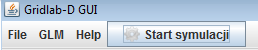 Gridlab-D GUI
File GLM Help Start symulacji